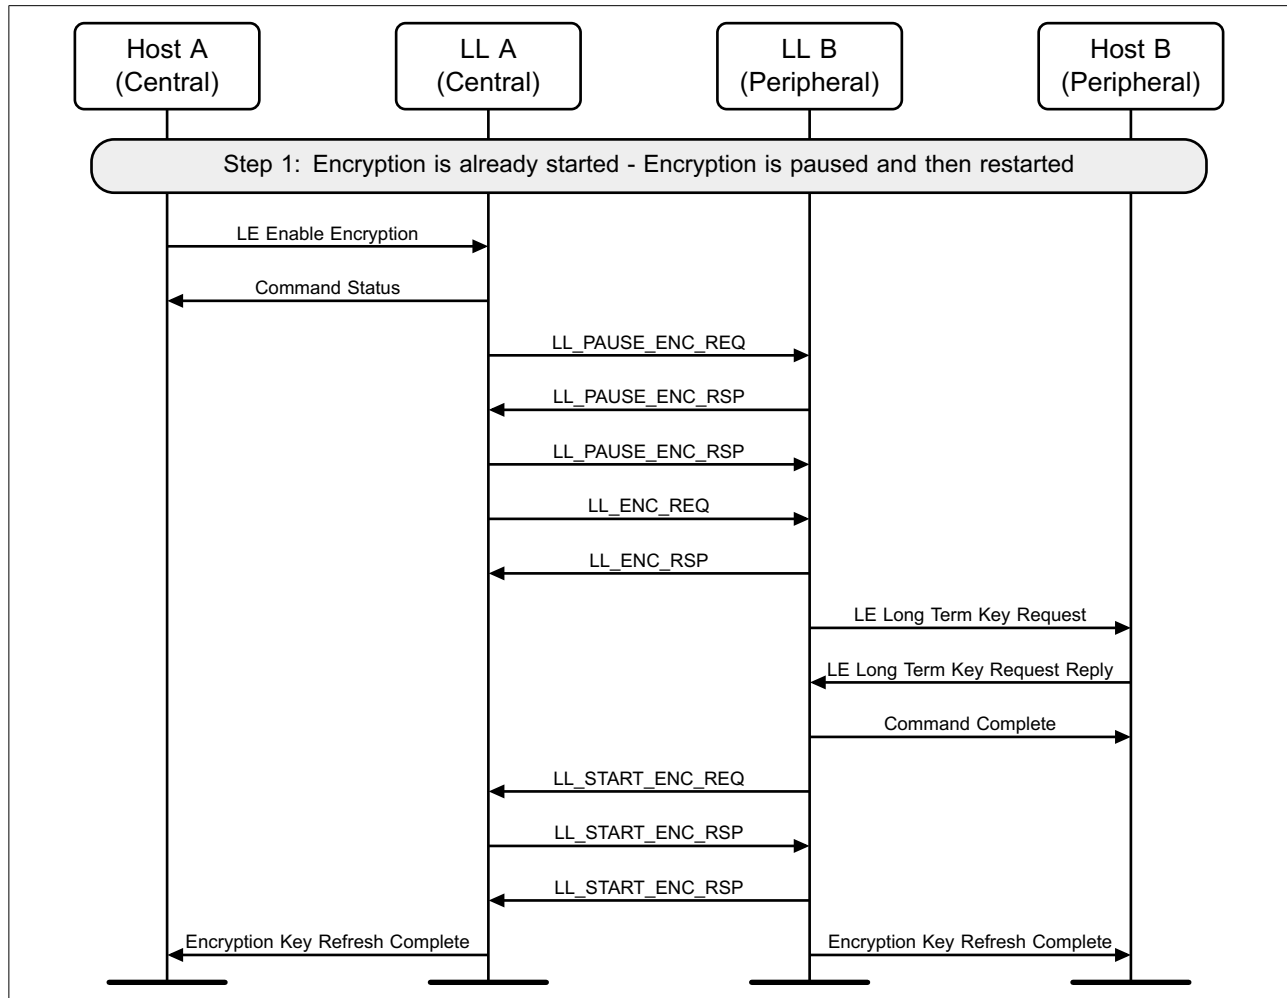 Host A
(Central)
LL A
(Central)
LL B
(Peripheral)
Host B
(Peripheral)
Step 1: Encryption is already started - Encryption is paused and then restarted
LE Enable Encryption
Command Status
LL_PAUSE_ENC_REQ
LL_PAUSE_ENC_RSP
LL_PAUSE_ENC_RSP
LL_ENC_REQ
LL_ENC_RSP
LE Long Term Key Request
LE Long Term Key Request Reply
Command Complete
LL_START_ENC_REQ
LL_START_ENC_RSP
LL_START_ENC_RSP
Encryption Key Refresh Complete
Encryption Key Refresh Complete